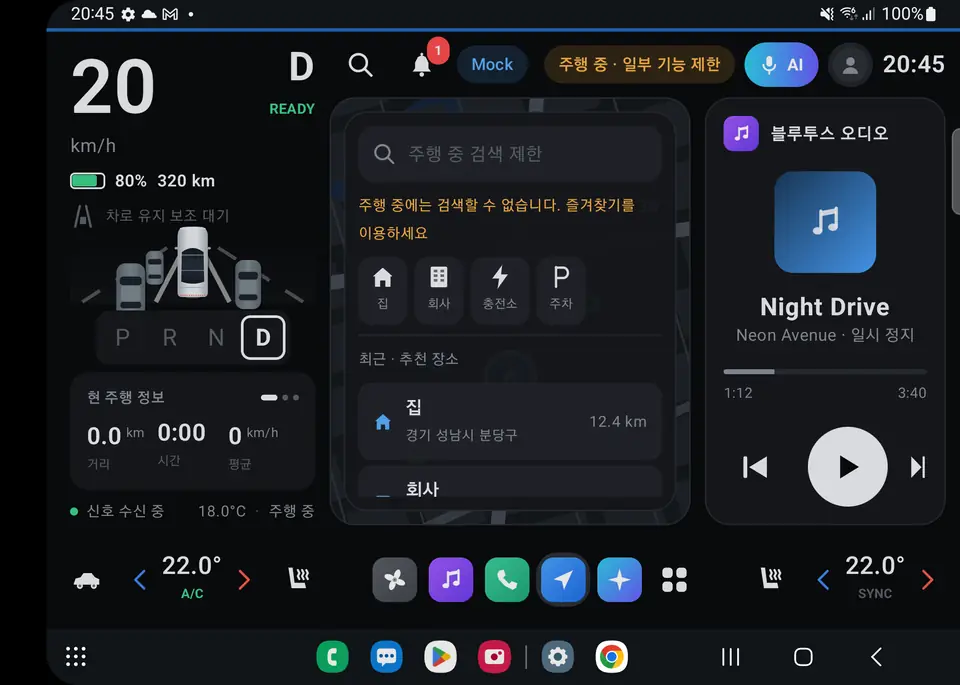 20:45
100%
20
km/h
D
READY
80% 320 km
차로 유지 보조 대기
P R N D
현 주행 정보
0.0 km 0:00 0 km/h
거리 시간 평균
신호 수신 중 18.0°C · 주행 중
1
Mock
주행 중 · 일부 기능 제한
AI
20:45
주행 중 검색 제한
주행 중에는 검색할 수 없습니다. 즐겨찾기를
이용하세요
집 회사 충전소 주차
최근 · 추천 장소
집
경기 성남시 분당구
12.4 km
회사
블루투스 오디오
Night Drive
Neon Avenue · 일시 정지
1:12 3:40
22.0°
A/C
22.0°
SYNC